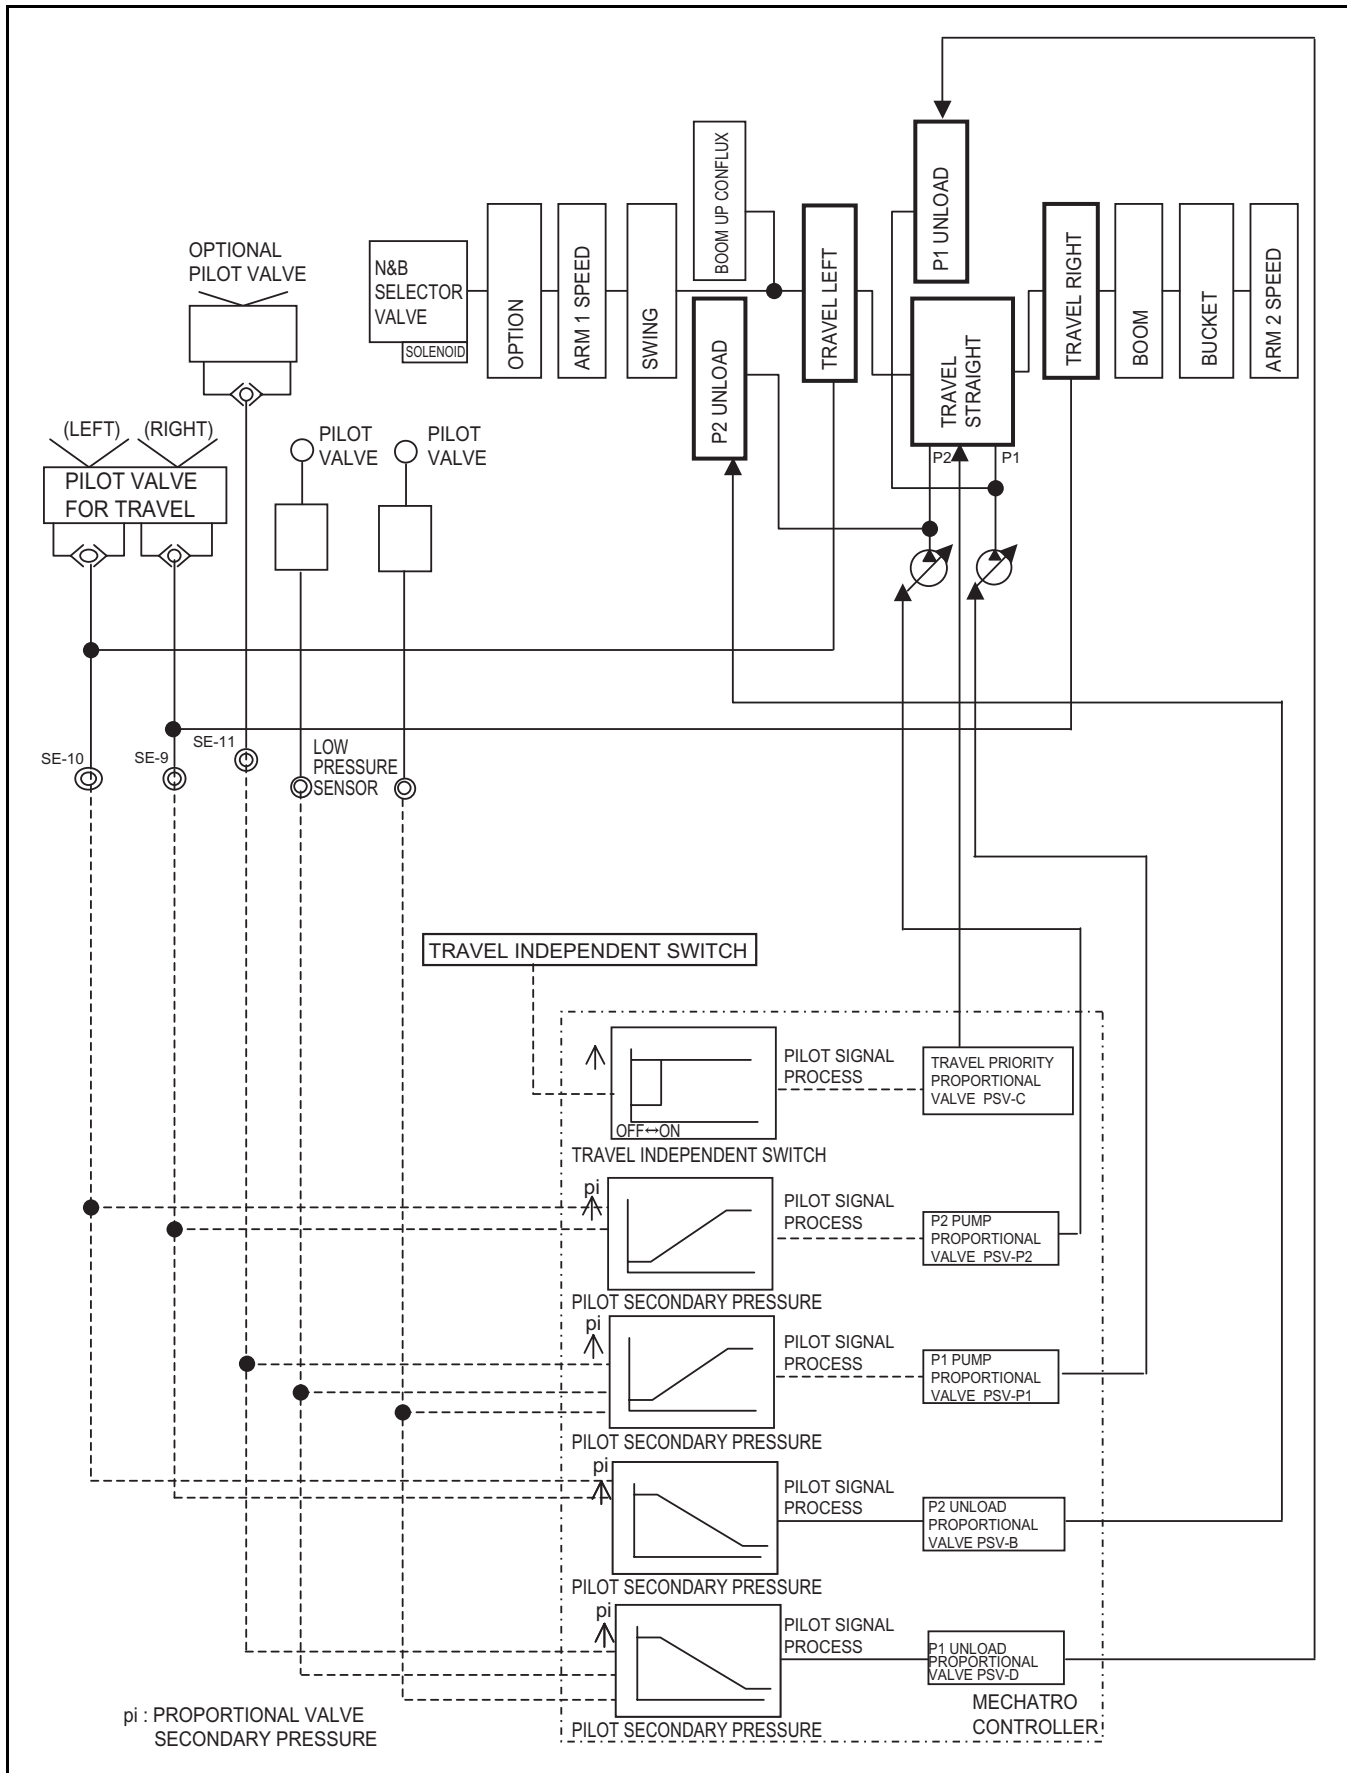 BOOM UP CONFLUX
P1 UNLOAD
OPTIONAL
PILOT VALVE
N&B
SELECTOR
VALVE
SOLENOID
OPTION
ARM 1 SPEED
SWING
P2 UNLOAD
TRAVEL LEFT
TRAVEL
STRAIGHT
TRAVEL RIGHT
BOOM
BUCKET
ARM 2 SPEED
(LEFT)
(RIGHT)
PILOT
VALVE
PILOT
VALVE
P2
P1
PILOT VALVE
FOR TRAVEL
SE-10
SE-9
SE-11
LOW
PRESSURE
SENSOR
TRAVEL INDEPENDENT SWITCH
OFF↔ON
PILOT SIGNAL
PROCESS
TRAVEL PRIORITY
PROPORTIONAL
VALVE PSV-C
TRAVEL INDEPENDENT SWITCH
pi
PILOT SIGNAL
PROCESS
P2 PUMP
PROPORTIONAL
VALVE PSV-P2
PILOT SECONDARY PRESSURE
pi
PILOT SIGNAL
PROCESS
P1 PUMP
PROPORTIONAL
VALVE PSV-P1
PILOT SECONDARY PRESSURE
pi
PILOT SIGNAL
PROCESS
P2 UNLOAD
PROPORTIONAL
VALVE PSV-B
PILOT SECONDARY PRESSURE
pi
PILOT SIGNAL
PROCESS
P1 UNLOAD
PROPORTIONAL
VALVE PSV-D
PILOT SECONDARY PRESSURE
MECHATRO
CONTROLLER
pi : PROPORTIONAL VALVE
SECONDARY PRESSURE